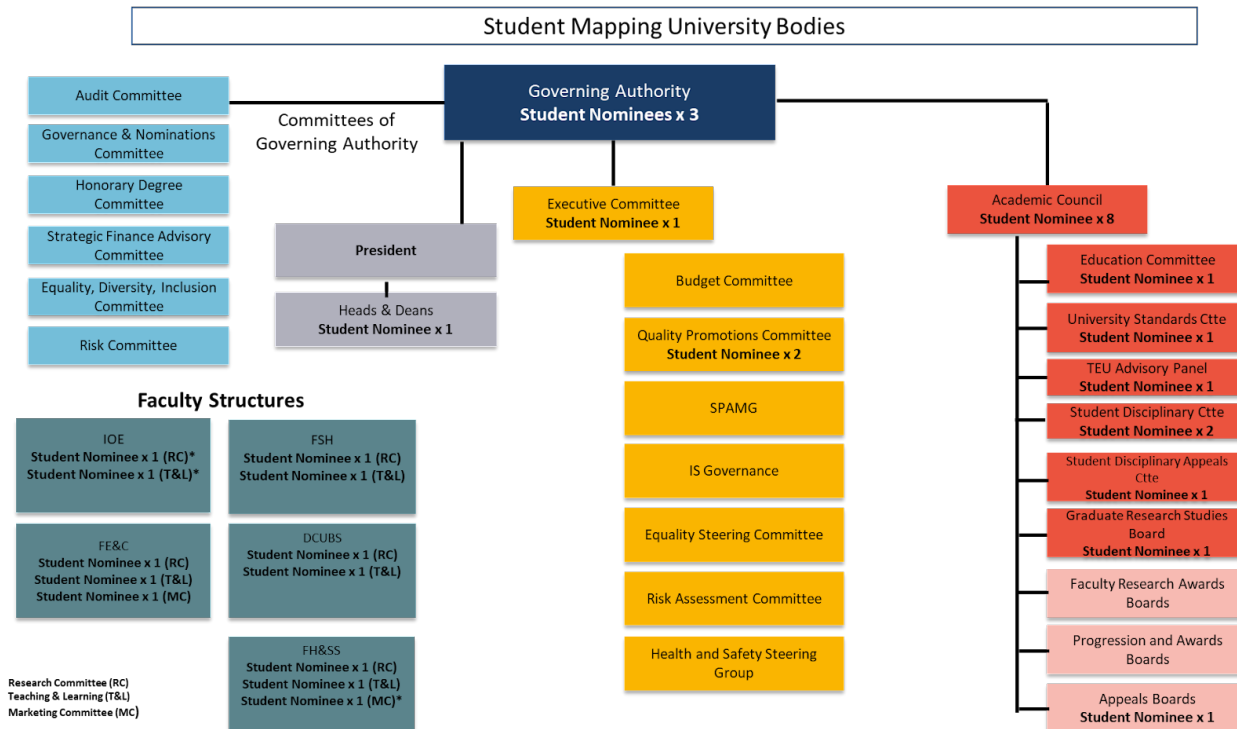 Student Mapping University Bodies
Governing Authority
Student Nominees x 3
Committees of
Governing Authority
Audit Committee
Governance & Nominations
Committee
Honorary Degree
Committee
Strategic Finance Advisory
Committee
Equality, Diversity, Inclusion
Committee
Risk Committee
President
Heads & Deans
Student Nominee x 1
Executive Committee
Student Nominee x 1
Budget Committee
Quality Promotions Committee
Student Nominee x 2
SPAMG
IS Governance
Equality Steering Committee
Risk Assessment Committee
Health and Safety Steering
Group
Academic Council
Student Nominee x 8
Education Committee
Student Nominee x 1
University Standards Ctte
Student Nominee x 1
TEU Advisory Panel
Student Nominee x 1
Student Disciplinary Ctte
Student Nominee x 2
Student Disciplinary Appeals
Ctte
Student Nominee x 1
Graduate Research Studies
Board
Student Nominee x 1
Faculty Research Awards
Boards
Progression and Awards
Boards
Appeals Boards
Student Nominee x 1
Faculty Structures
IOE
Student Nominee x 1 (RC)*
Student Nominee x 1 (T&L)*
FSH
Student Nominee x 1 (RC)
Student Nominee x 1 (T&L)
FE&C
Student Nominee x 1 (RC)
Student Nominee x 1 (T&L)
Student Nominee x 1 (MC)
DCUBS
Student Nominee x 1 (RC)
Student Nominee x 1 (T&L)
FH&SS
Student Nominee x 1 (RC)
Student Nominee x 1 (T&L)
Student Nominee x 1 (MC)*
Research Committee (RC)
Teaching & Learning (T&L)
Marketing Committee (MC)